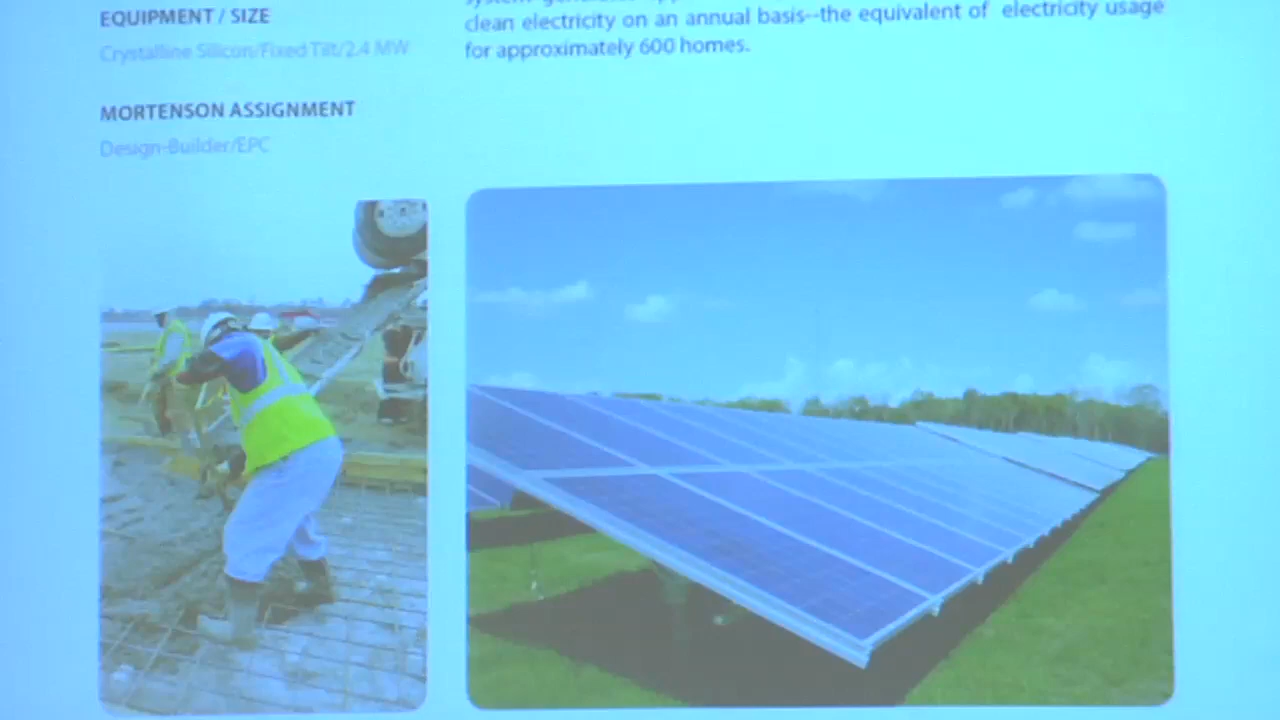 EQUIPMENT / SIZE
Crystalline Silicon/Fixed Tilt/2.4 MW
MORTENSON ASSIGNMENT
Design-Builder/EPC
clean electricity on an annual basis--the equivalent of electricity usage
for approximately 600 homes.